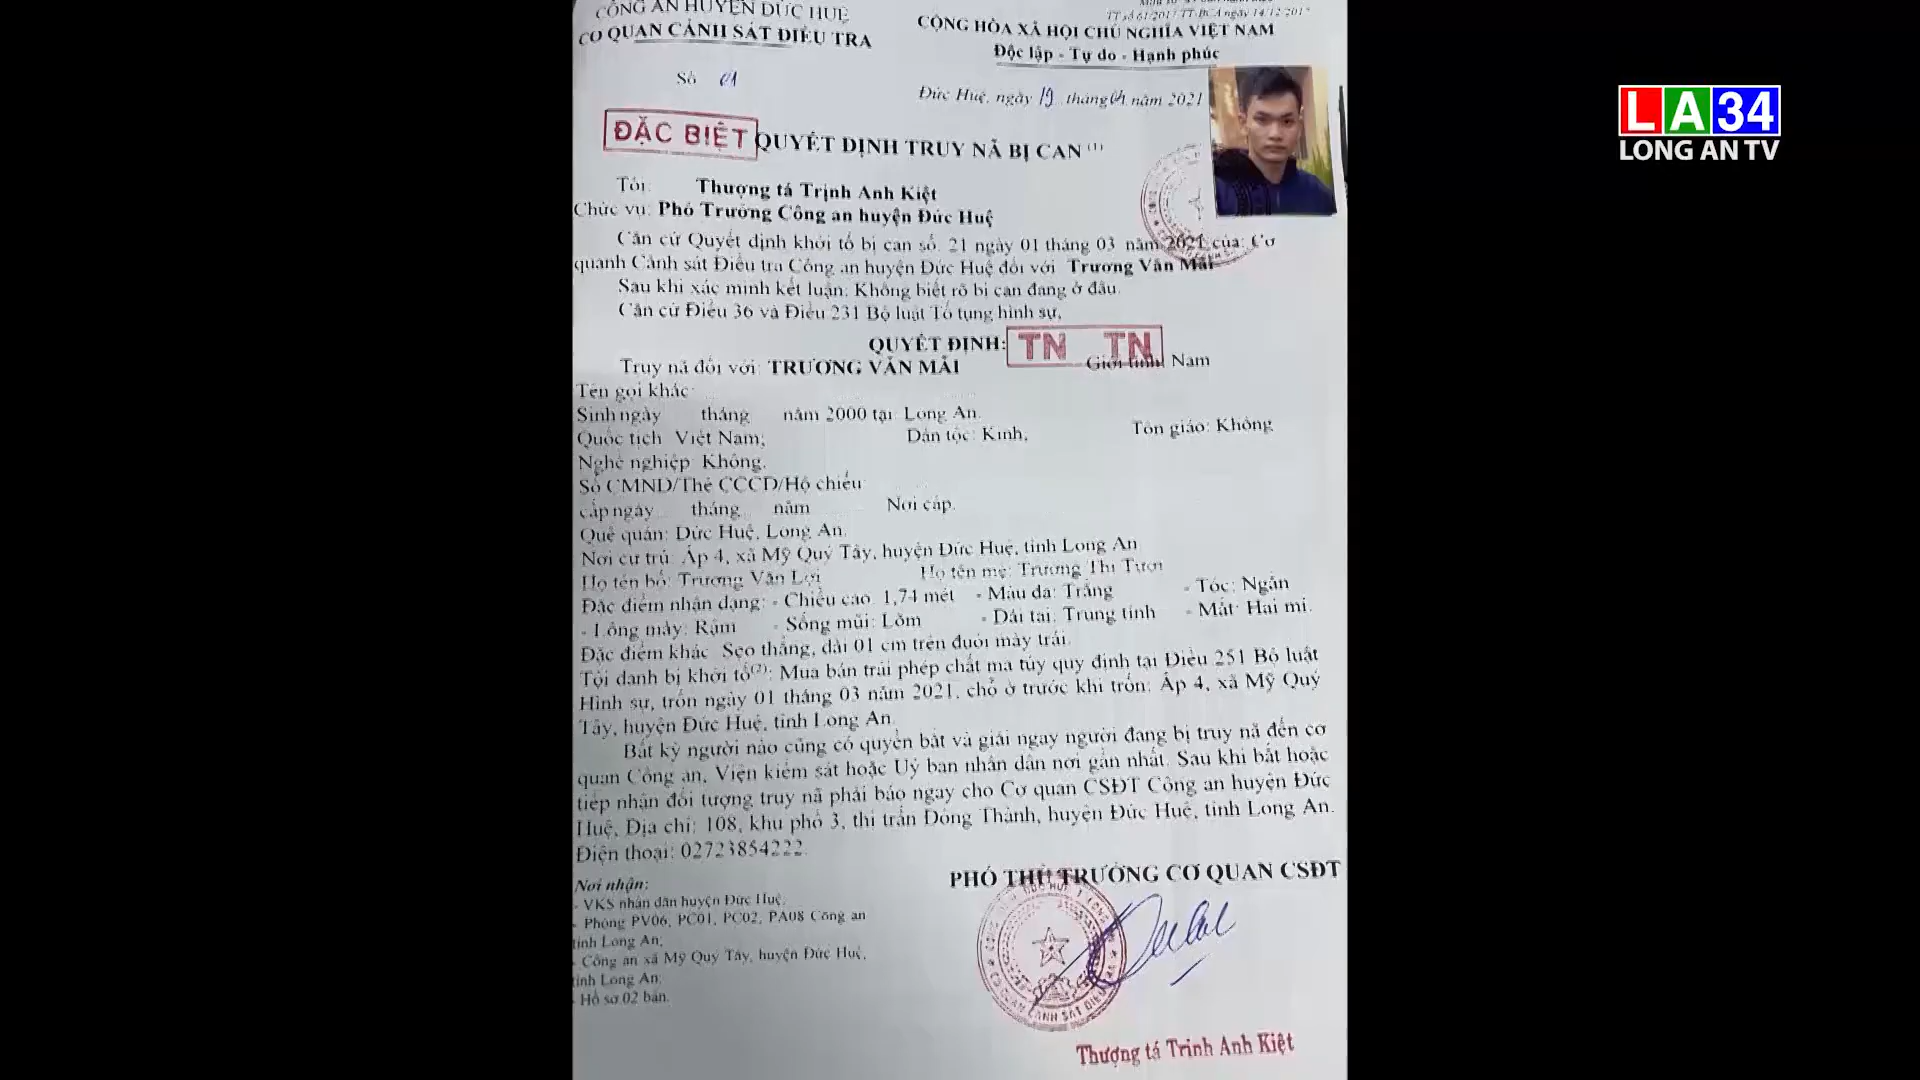 CÔNG AN HUYỆN ĐỨC HUỆ
CƠ QUAN CẢNH SÁT ĐIỀU TRA
TT số 61/2017/TT-BCA ngày 14/12/2017
CỘNG HÒA XÃ HỘI CHỦ NGHĨA VIỆT NAM
Độc lập - Tự do - Hạnh phúc
Số 01
Đức Huệ, ngày 19 tháng 04 năm 2021
LA34
LONG AN TV
ĐẶC BIỆT
QUYẾT ĐỊNH TRUY NÃ BỊ CAN (1)
Tôi: Thượng tá Trịnh Anh Kiệt
Chức vụ: Phó Trưởng Công an huyện Đức Huệ
Căn cứ Quyết định khởi tố bị can số: 21 ngày 01 tháng 03 năm 2021 của: Cơ
quanh Cảnh sát Điều tra Công an huyện Đức Huệ đối với Trương Văn Mãi
Sau khi xác minh kết luận: Không biết rõ bị can đang ở đâu.
Căn cứ Điều 36 và Điều 231 Bộ luật Tố tụng hình sự,
QUYẾT ĐỊNH:
TN TN
Truy nã đối với: TRƯƠNG VĂN MÃI Giới tính: Nam
Tên gọi khác:
Sinh ngày tháng năm 2000 tại Long An.
Quốc tịch Việt Nam; Dân tộc: Kinh, Tôn giáo: Không
Nghề nghiệp Không.
Số CMND/Thẻ CCCD/Hộ chiếu
cấp ngày tháng năm Nơi cấp.
Quê quán: Đức Huệ, Long An.
Nơi cư trú: Ấp 4, xã Mỹ Quý Tây, huyện Đức Huệ, tỉnh Long An
Họ tên bố: Trương Văn Lợi Họ tên mẹ: Trương Thị Tươi
Đặc điểm nhận dạng: - Chiều cao. 1,74 mét - Màu da: Trắng - Tóc: Ngắn
- Lông mày: Rậm - Sống mũi: Lõm - Dái tai: Trung tính - Mắt: Hai mí.
Đặc điểm khác Sẹo thẳng, dài 01 cm trên đuôi mày trái.
Tội danh bị khởi tố(2): Mua bán trái phép chất ma túy quy định tại Điều 251 Bộ luật
Hình sự, trốn ngày 01 tháng 03 năm 2021, chỗ ở trước khi trốn: Ấp 4, xã Mỹ Quý
Tây, huyện Đức Huệ, tỉnh Long An.
Bất kỳ người nào cũng có quyền bắt và giải ngay người đang bị truy nã đến cơ
quan Công an, Viện kiểm sát hoặc Uỷ ban nhân dân nơi gần nhất. Sau khi bắt hoặc
tiếp nhận đối tượng truy nã phải báo ngay cho Cơ quan CSĐT Công an huyện Đức
Huệ, Địa chỉ: 108, khu phố 3, thị trấn Đông Thành, huyện Đức Huệ, tỉnh Long An.
Điện thoại: 02723854222.
Nơi nhận:
- VKS nhân dân huyện Đức Huệ;
- Phòng PV06, PC01, PC02, PA08 Công an
tỉnh Long An;
- Công an xã Mỹ Quý Tây, huyện Đức Huệ,
tỉnh Long An;
- Hồ sơ 02 bản.
PHÓ THỦ TRƯỞNG CƠ QUAN CSĐT
CƠ QUAN CẢNH SÁT ĐIỀU TRA
Thượng tá Trịnh Anh Kiệt